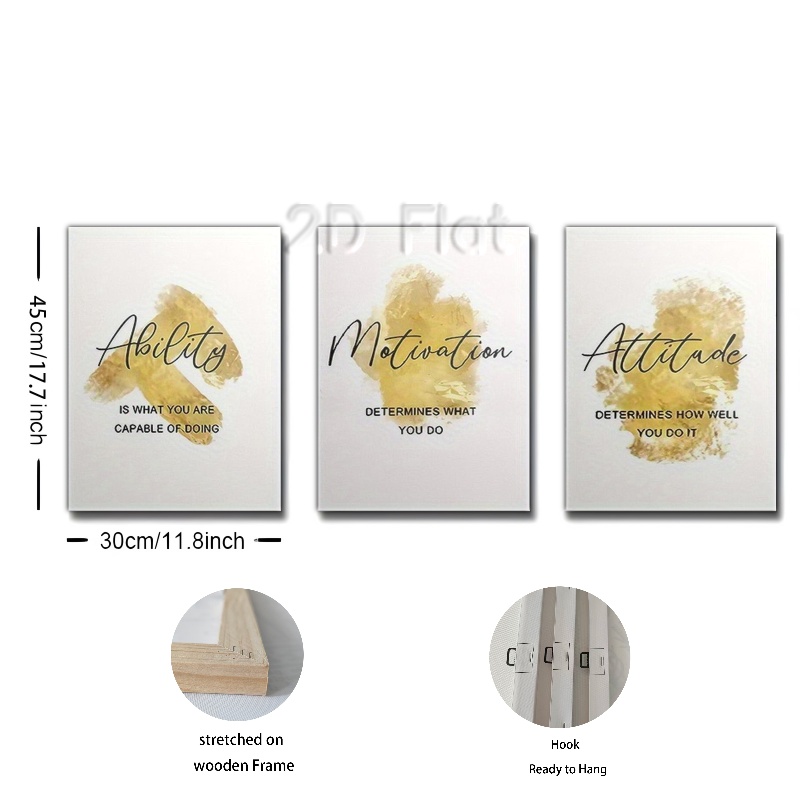 2.D Flat
45cm/17.7inch
Ability
IS WHAT YOU ARE
CAPABLE OF DOING
Motivation
DETERMINES WHAT
YOU DO
Attitude
DETERMINES HOW WELL
YOU DO IT
30cm/11.8inch
stretched on
wooden Frame
Hook
Ready to Hang